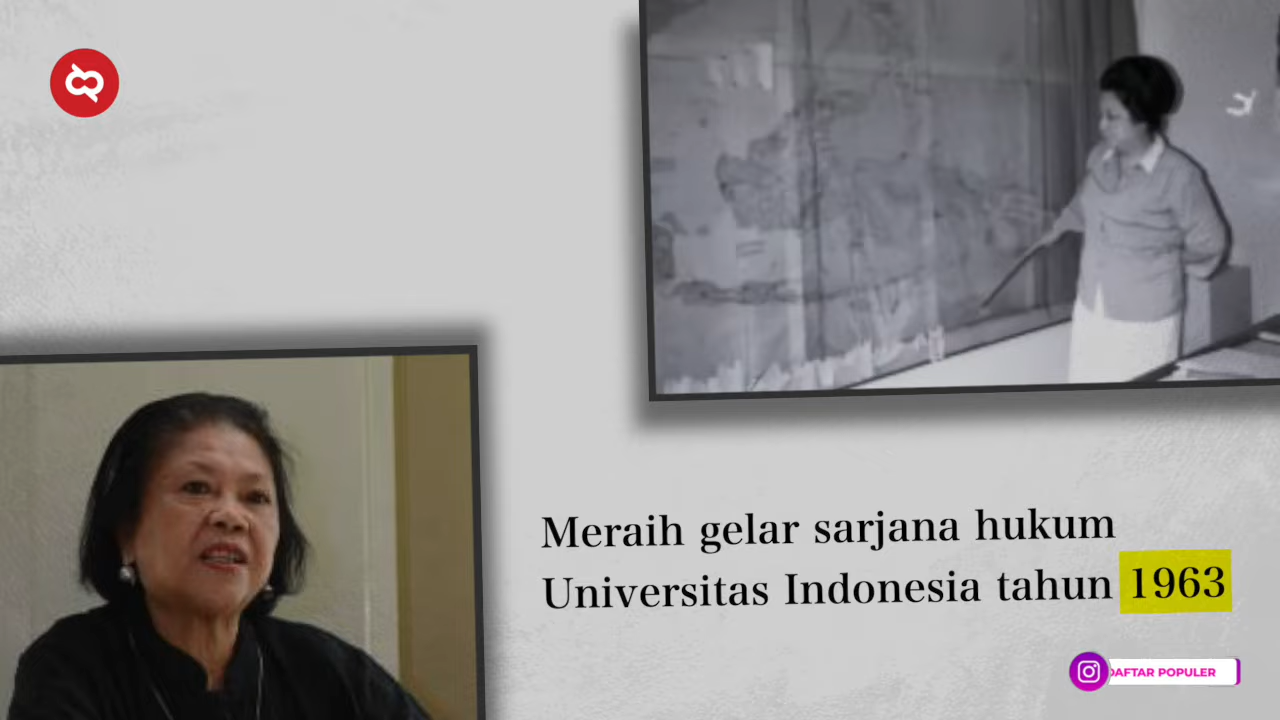 Meraih gelar sarjana hukum
Universitas Indonesia tahun 1963
DAFTAR POPULER